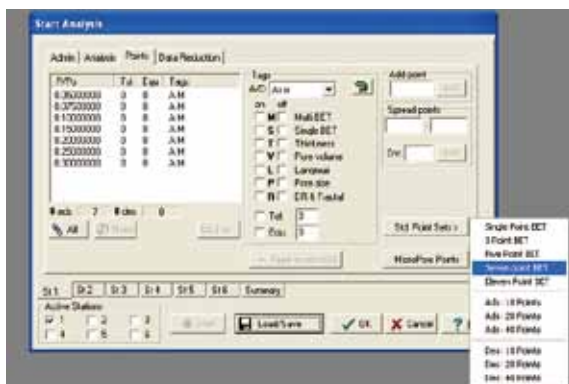 Start Analysis
Admin Analysis Points Data Reduction
P/Po Tol Equ Tags
0.05000000 0 0 A M
0.07500000 0 0 A M
0.10000000 0 0 A M
0.15000000 0 0 A M
0.20000000 0 0 A M
0.25000000 0 0 A M
0.30000000 0 0 A M
# ads 7 # des 0
All
Tags
A/D
on off
M Multi BET
S Single BET
T Thickness
V Pore volume
L Langmuir
P Pore size
Tol. 3
Equ. 3
Add point
Spread points
Std. Point Sets >
MicroPore Points
Single Point BET
3 Point BET
Five Point BET
Seven point BET
Eleven Point BET
Ads - 10 Points
Ads - 20 Points
Ads - 40 Points
Des - 10 Points
Des - 20 Points
Des - 40 Points
St 1 St 2 St 3 St 4 St 5 St 6 Summary
Active Stations
1 2 3
4 5 6
Load/Save OK Cancel ?